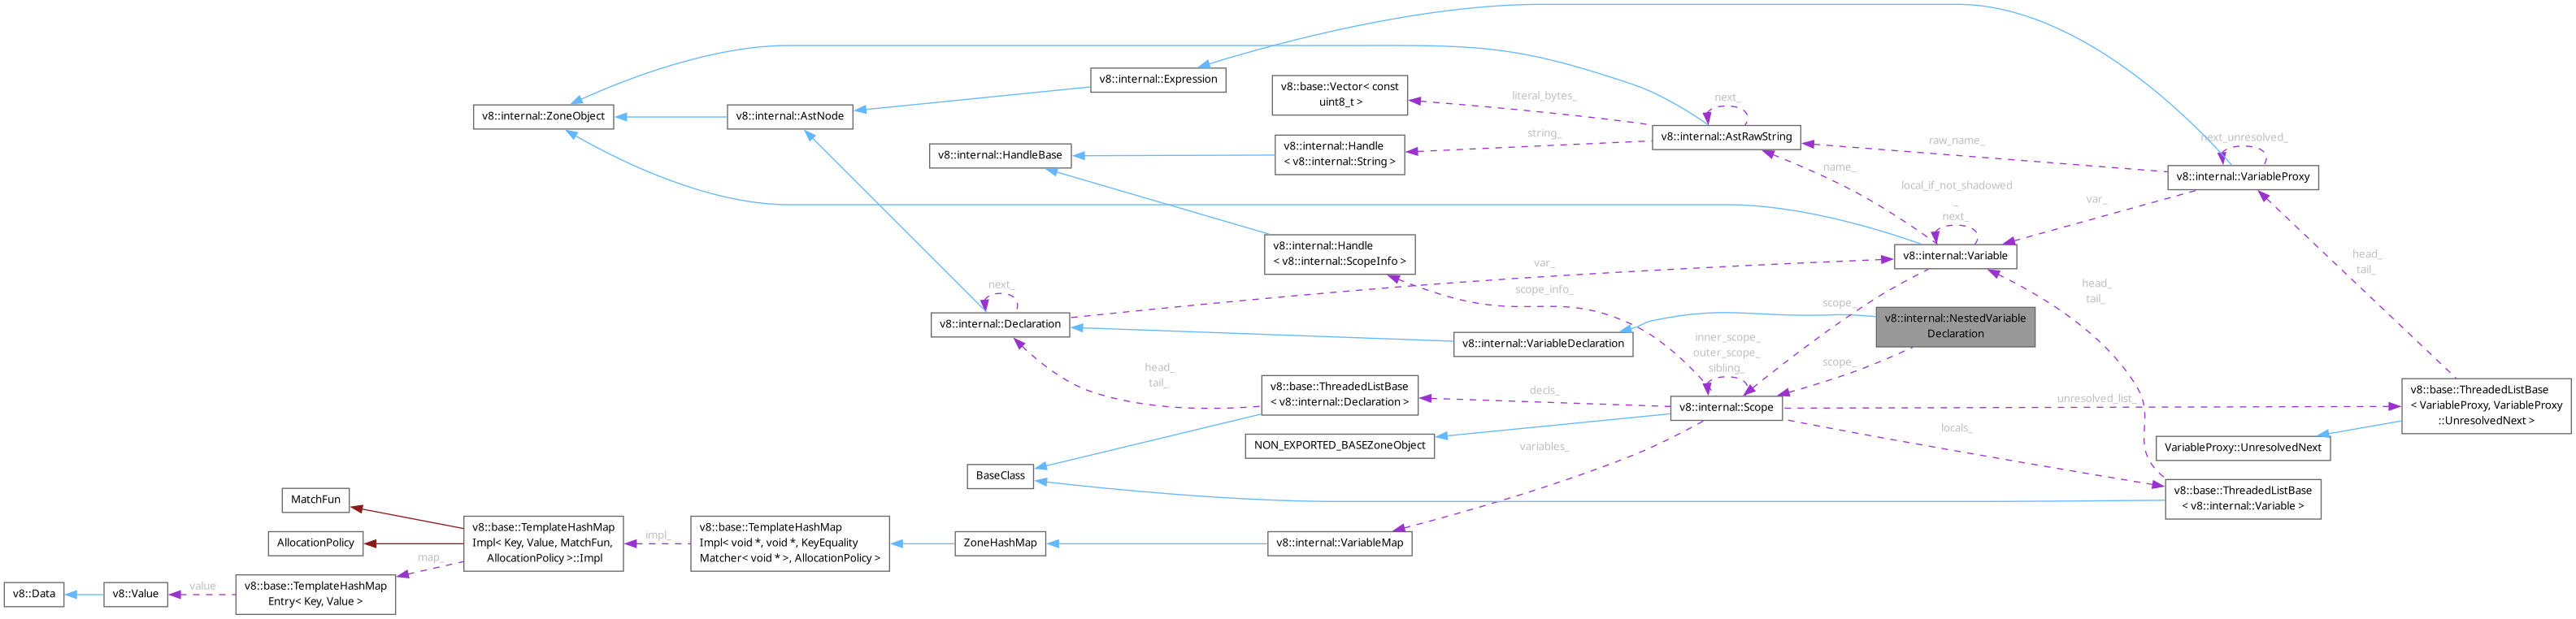 v8::internal::Expression
v8::base::Vector< const
uint8_t >
literal_bytes_
next_
v8::internal::ZoneObject
v8::internal::AstNode
v8::internal::AstRawString
string_
raw_name_
next_unresolved_
v8::internal::HandleBase
v8::internal::Handle
< v8::internal::String >
name_
v8::internal::VariableProxy
local_if_not_shadowed
_
next_
var_
v8::internal::Handle
< v8::internal::ScopeInfo >
v8::internal::Variable
var_
head_
tail_
next_
scope_info_
scope_
head_
tail_
v8::internal::Declaration
v8::internal::NestedVariable
Declaration
v8::internal::VariableDeclaration
inner_scope_
outer_scope_
sibling_
scope_
head_
tail_
v8::base::ThreadedListBase
< v8::internal::Declaration >
decls_
v8::internal::Scope
unresolved_list_
v8::base::ThreadedListBase
< VariableProxy, VariableProxy
::UnresolvedNext >
NON_EXPORTED_BASEZoneObject
variables_
locals_
VariableProxy::UnresolvedNext
BaseClass
v8::base::ThreadedListBase
< v8::internal::Variable >
MatchFun
AllocationPolicy
v8::base::TemplateHashMap
Impl< Key, Value, MatchFun,
AllocationPolicy >::Impl
impl_
v8::base::TemplateHashMap
Impl< void *, void *, KeyEquality
Matcher< void * >, AllocationPolicy >
ZoneHashMap
v8::internal::VariableMap
map_
v8::Data
v8::Value
value
v8::base::TemplateHashMap
Entry< Key, Value >